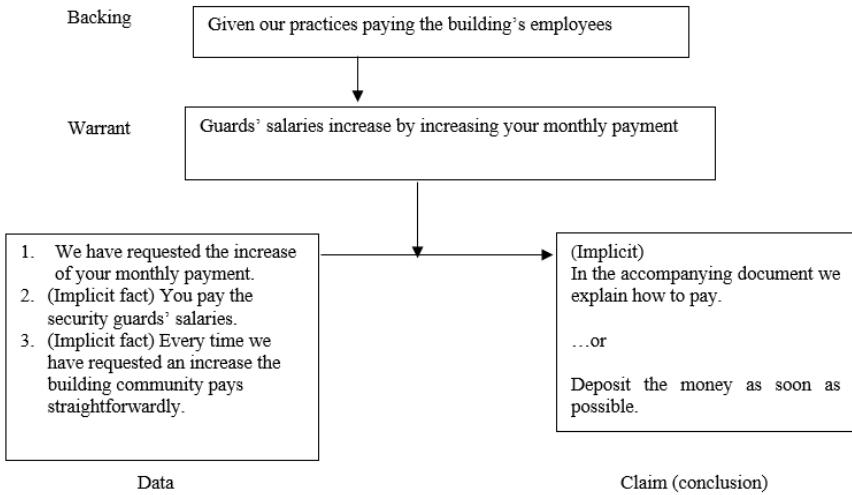 Backing
Given our practices paying the building's employees
Warrant
Guards' salaries increase by increasing your monthly payment
1. We have requested the increase
of your monthly payment.
2. (Implicit fact) You pay the
security guards' salaries.
3. (Implicit fact) Every time we
have requested an increase the
building community pays
straightforwardly.
(Implicit)
In the accompanying document we
explain how to pay.
…or
Deposit the money as soon as
possible.
Data
Claim (conclusion)